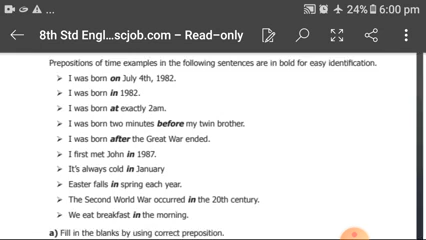 24% 6:00 pm
8th Std Engl...scjob.com – Read–only
Prepositions of time examples in the following sentences are in bold for easy identification.
➤ I was born on July 4th, 1982.
➤ I was born in 1982.
➤ I was born at exactly 2am.
➤ I was born two minutes before my twin brother.
➤ I was born after the Great War ended.
➤ I first met John in 1987.
➤ It's always cold in January
➤ Easter falls in spring each year.
➤ The Second World War occurred in the 20th century.
➤ We eat breakfast in the morning.
a) Fill in the blanks by using correct preposition.